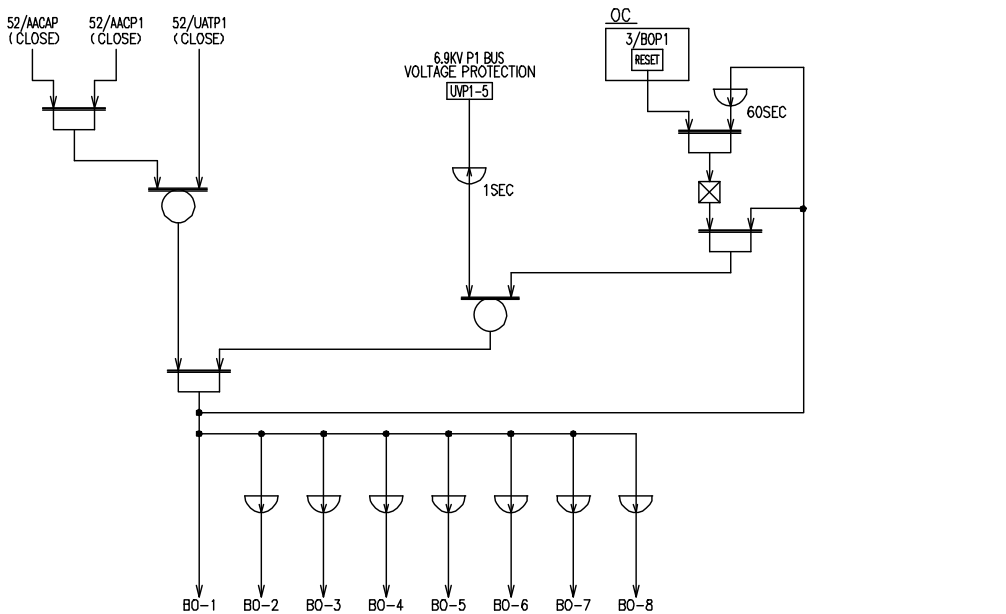 52/AACAP
(CLOSE)
52/AACP1
(CLOSE)
52/UATP1
(CLOSE)
6.9KV P1 BUS
VOLTAGE PROTECTION
UVP1-5
1SEC
OC
3/BOP1
RESET
60SEC
BO-1
BO-2
BO-3
BO-4
BO-5
BO-6
BO-7
BO-8